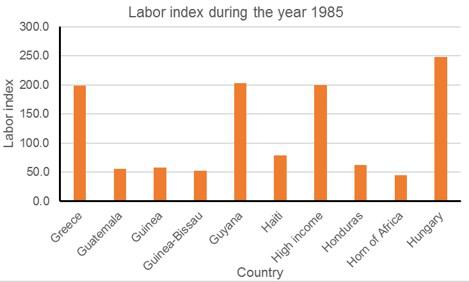 Labor index during the year 1985
300.0
250.0
200.0
150.0
100.0
50.0
0.0
Labor index
Greece
Guatemala
Guinea
Guinea-Bissau
Guyana
Haiti
High income
Honduras
Horn of Africa
Hungary
Country